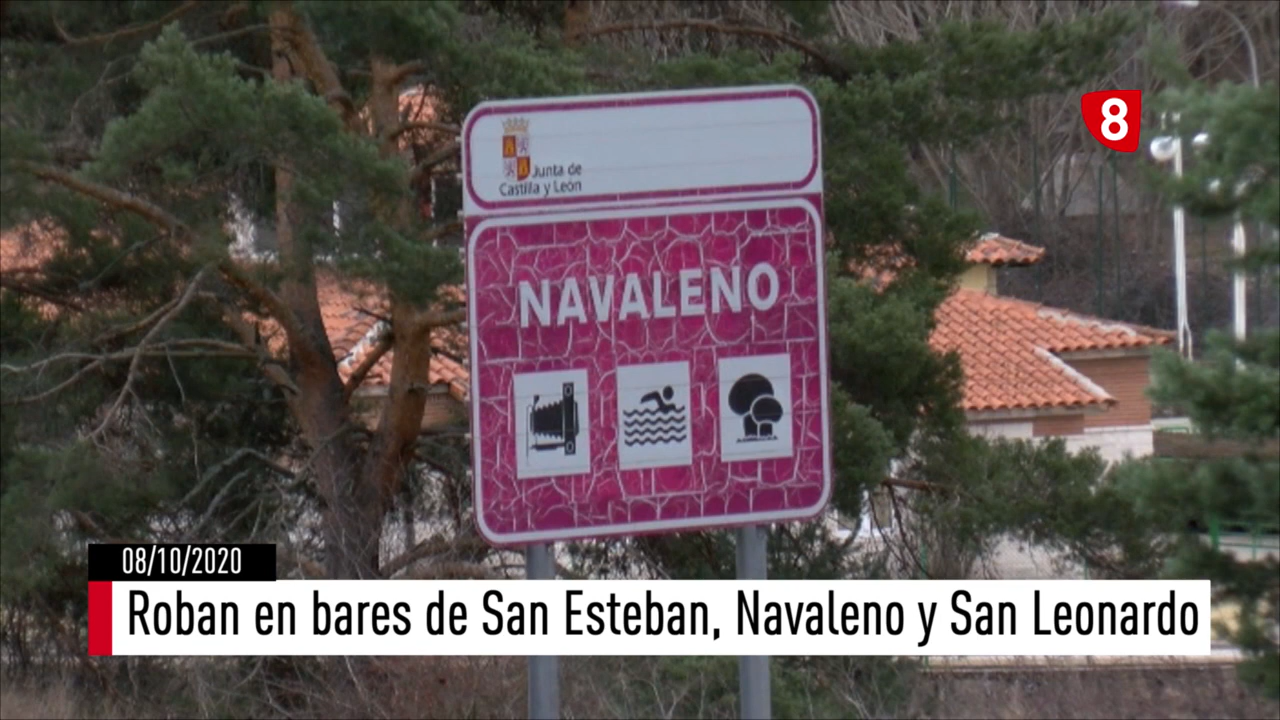 8
Junta de
Castilla y León
NAVALENO
08/10/2020
Roban en bares de San Esteban, Navaleno y San Leonardo